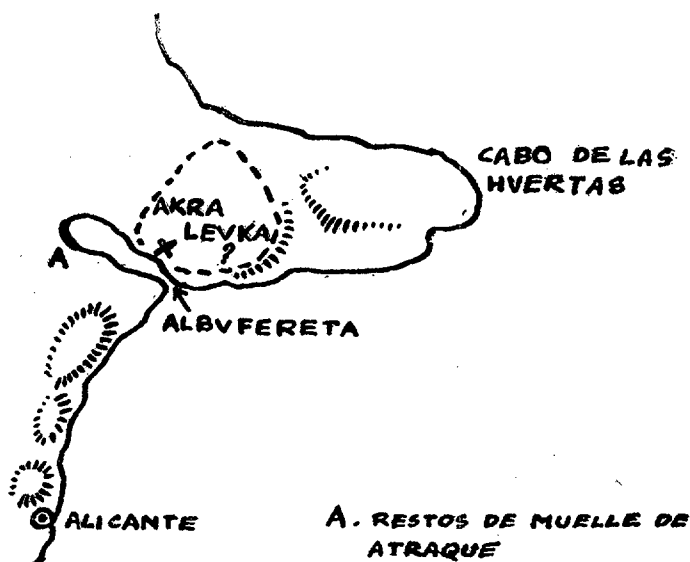 CABO DE LAS
HVERTAS
AKRA
LEVKA
?
A
ALBVFERETA
ALICANTE
A. RESTOS DE MUELLE DE
ATRAQUE